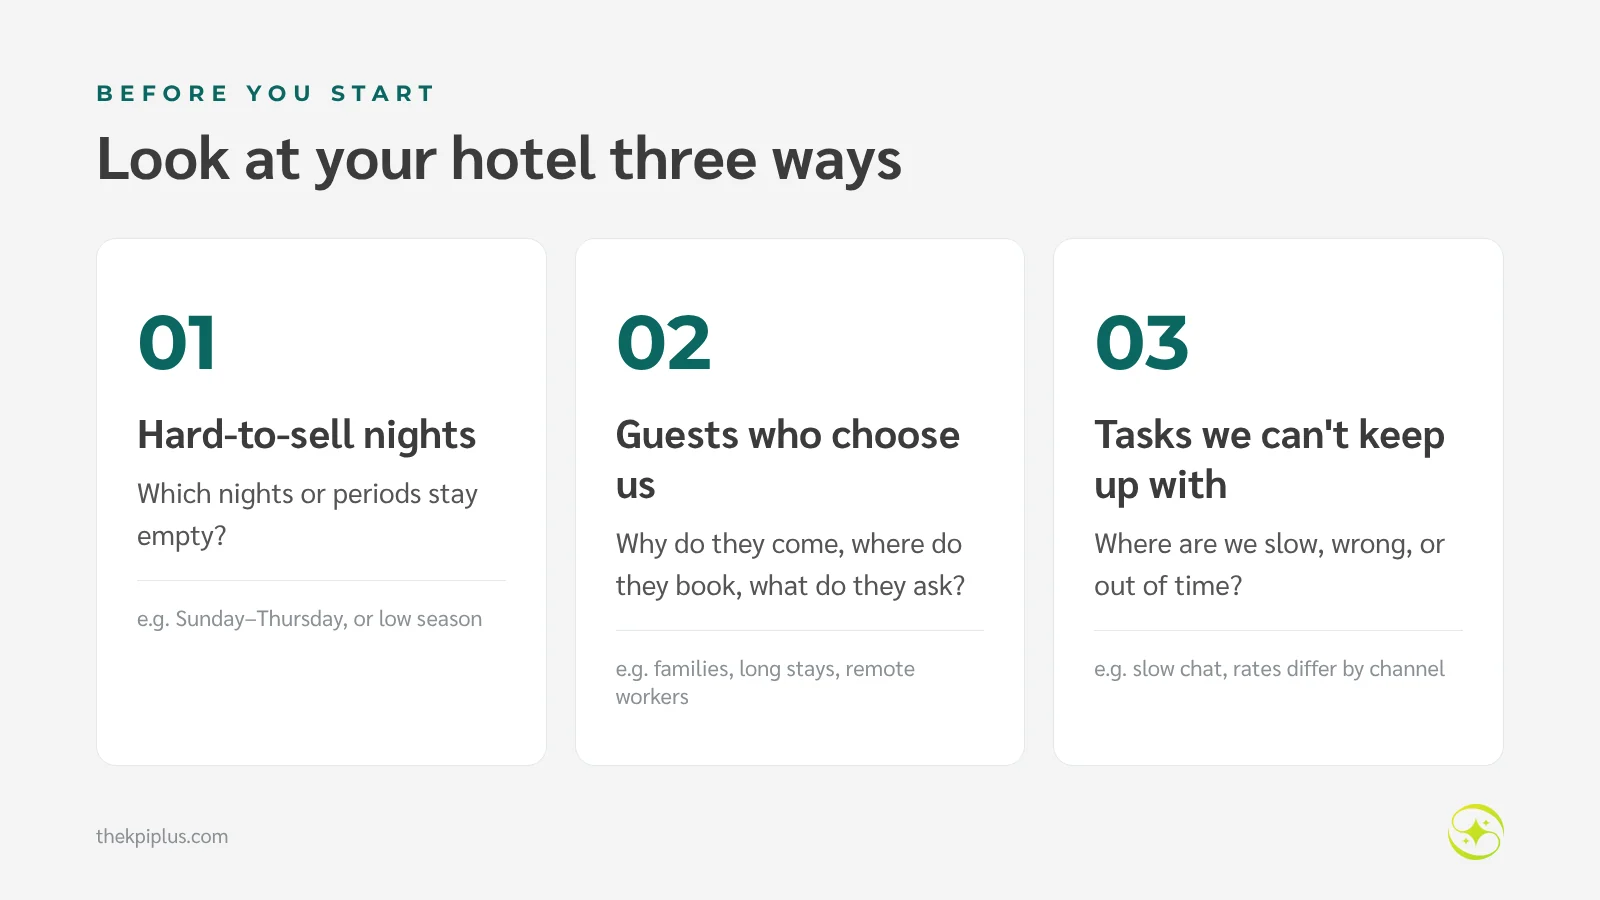 BEFORE YOU START
Look at your hotel three ways
01
Hard-to-sell nights
Which nights or periods stay
empty?
e.g. Sunday–Thursday, or low season
02
Guests who choose
us
Why do they come, where do
they book, what do they ask?
e.g. families, long stays, remote
workers
03
Tasks we can't keep
up with
Where are we slow, wrong, or
out of time?
e.g. slow chat, rates differ by channel
thekpiplus.com